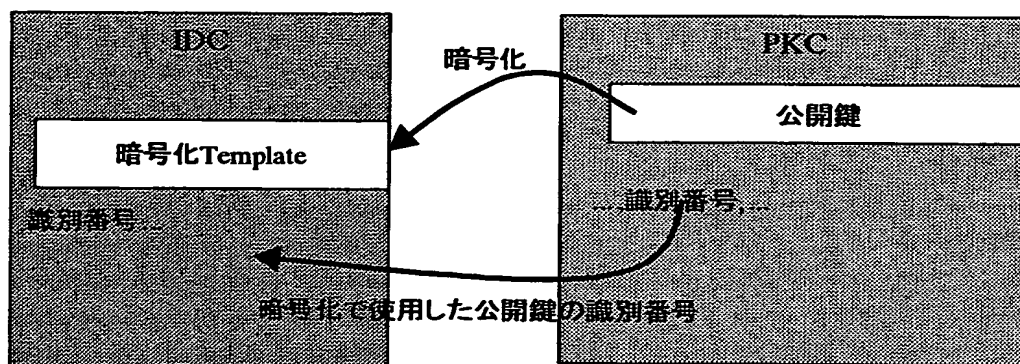 IDC
PKC
暗号化
公開鍵
暗号化Template
識別番号...
...識別番号,...
暗号化で使用した公開鍵の識別番号